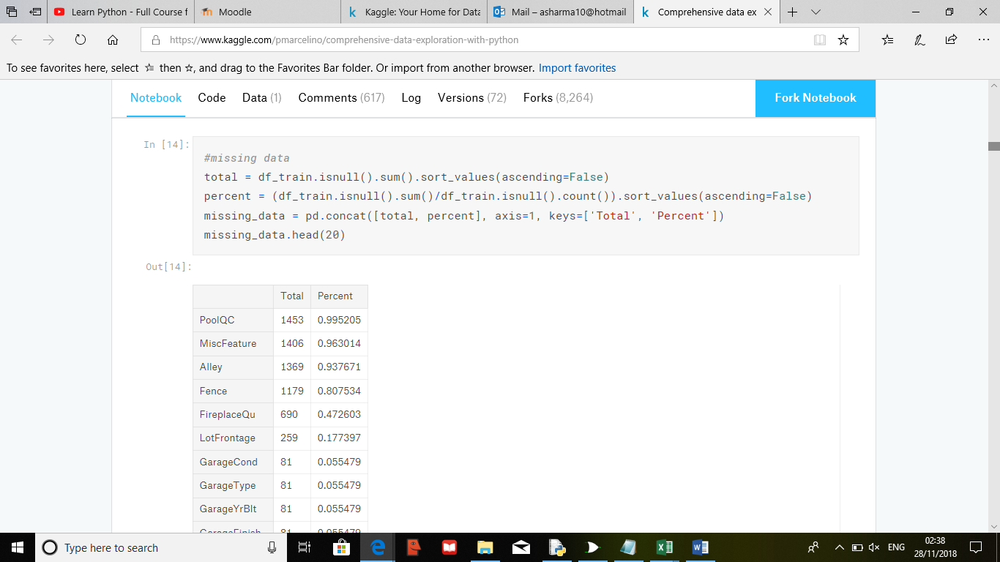 Learn Python - Full Course f
Moodle
Kaggle: Your Home for Data
Mail – asharma10@hotmail
Comprehensive data ex
https://www.kaggle.com/pmarcelino/comprehensive-data-exploration-with-python
To see favorites here, select then ☆, and drag to the Favorites Bar folder. Or import from another browser. Import favorites
Notebook Code Data (1) Comments (617) Log Versions (72) Forks (8,264) Fork Notebook
In [14]:
#missing data
total = df_train.isnull().sum().sort_values(ascending=False)
percent = (df_train.isnull().sum()/df_train.isnull().count()).sort_values(ascending=False)
missing_data = pd.concat([total, percent], axis=1, keys=['Total', 'Percent'])
missing_data.head(20)
Out[14]:
Total Percent
PoolQC 1453 0.995205
MiscFeature 1406 0.963014
Alley 1369 0.937671
Fence 1179 0.807534
FireplaceQu 690 0.472603
LotFrontage 259 0.177397
GarageCond 81 0.055479
GarageType 81 0.055479
GarageYrBlt 81 0.055479
GarageFinish 81 0.055479
Type here to search
ENG
02:38
28/11/2018